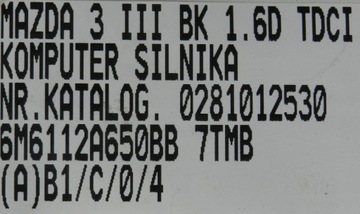 MAZDA 3 III BK 1.6D TDCI
KOMPUTER SILNIKA
NR.KATALOG. 0281012530
6M6112A650BB 7TMB
(A)B1/C/0/4